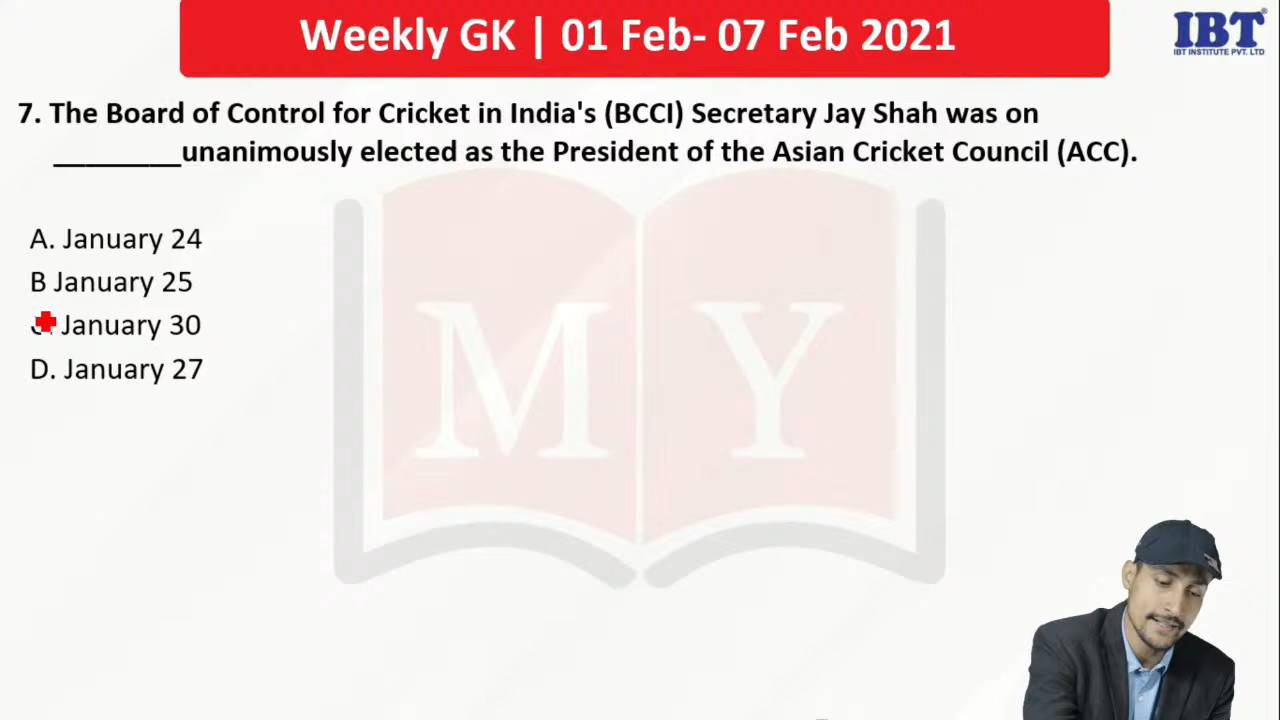 Weekly GK | 01 Feb- 07 Feb 2021
IBT
IBT INSTITUTE PVT. LTD
7. The Board of Control for Cricket in India's (BCCI) Secretary Jay Shah was on
________unanimously elected as the President of the Asian Cricket Council (ACC).
A. January 24
B January 25
January 30
D. January 27
M Y